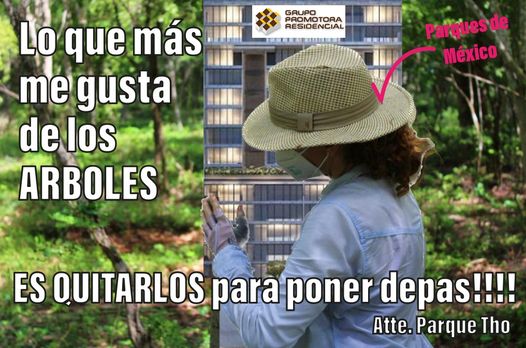 GRUPO
PROMOTORA
RESIDENCIAL
Lo que más
me gusta
de los
ARBOLES
Parques de
México
ES QUITARLOS para poner depas!!!!
Atte. Parque Tho